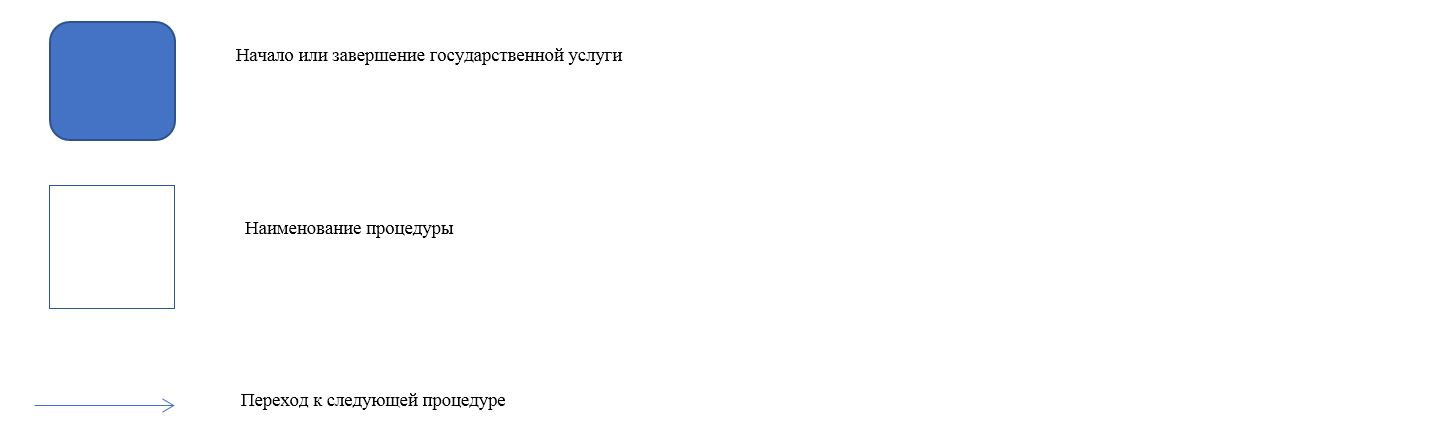 Начало или завершение государственной услуги
Наименование процедуры
Переход к следующей процедуре